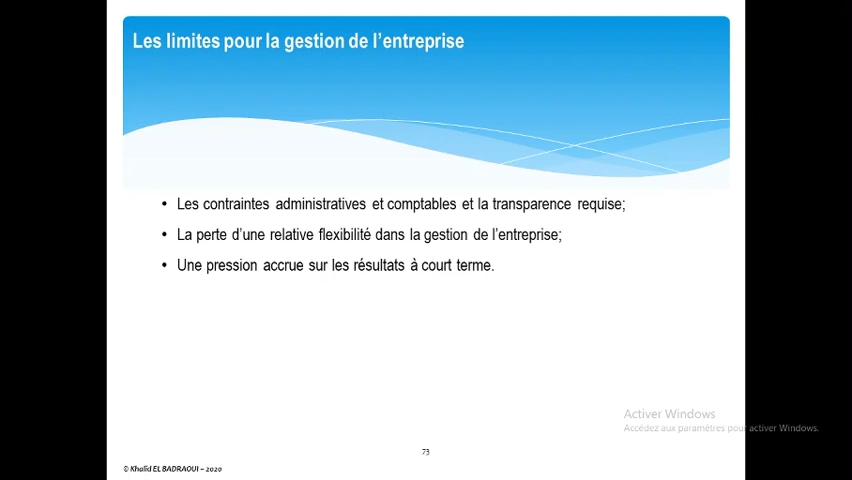 Les limites pour la gestion de l’entreprise
• Les contraintes administratives et comptables et la transparence requise;
• La perte d’une relative flexibilité dans la gestion de l’entreprise;
• Une pression accrue sur les résultats à court terme.
Activer Windows
Accédez aux paramètres pour activer Windows.
73
© Khalid EL BADRAOUI – 2020